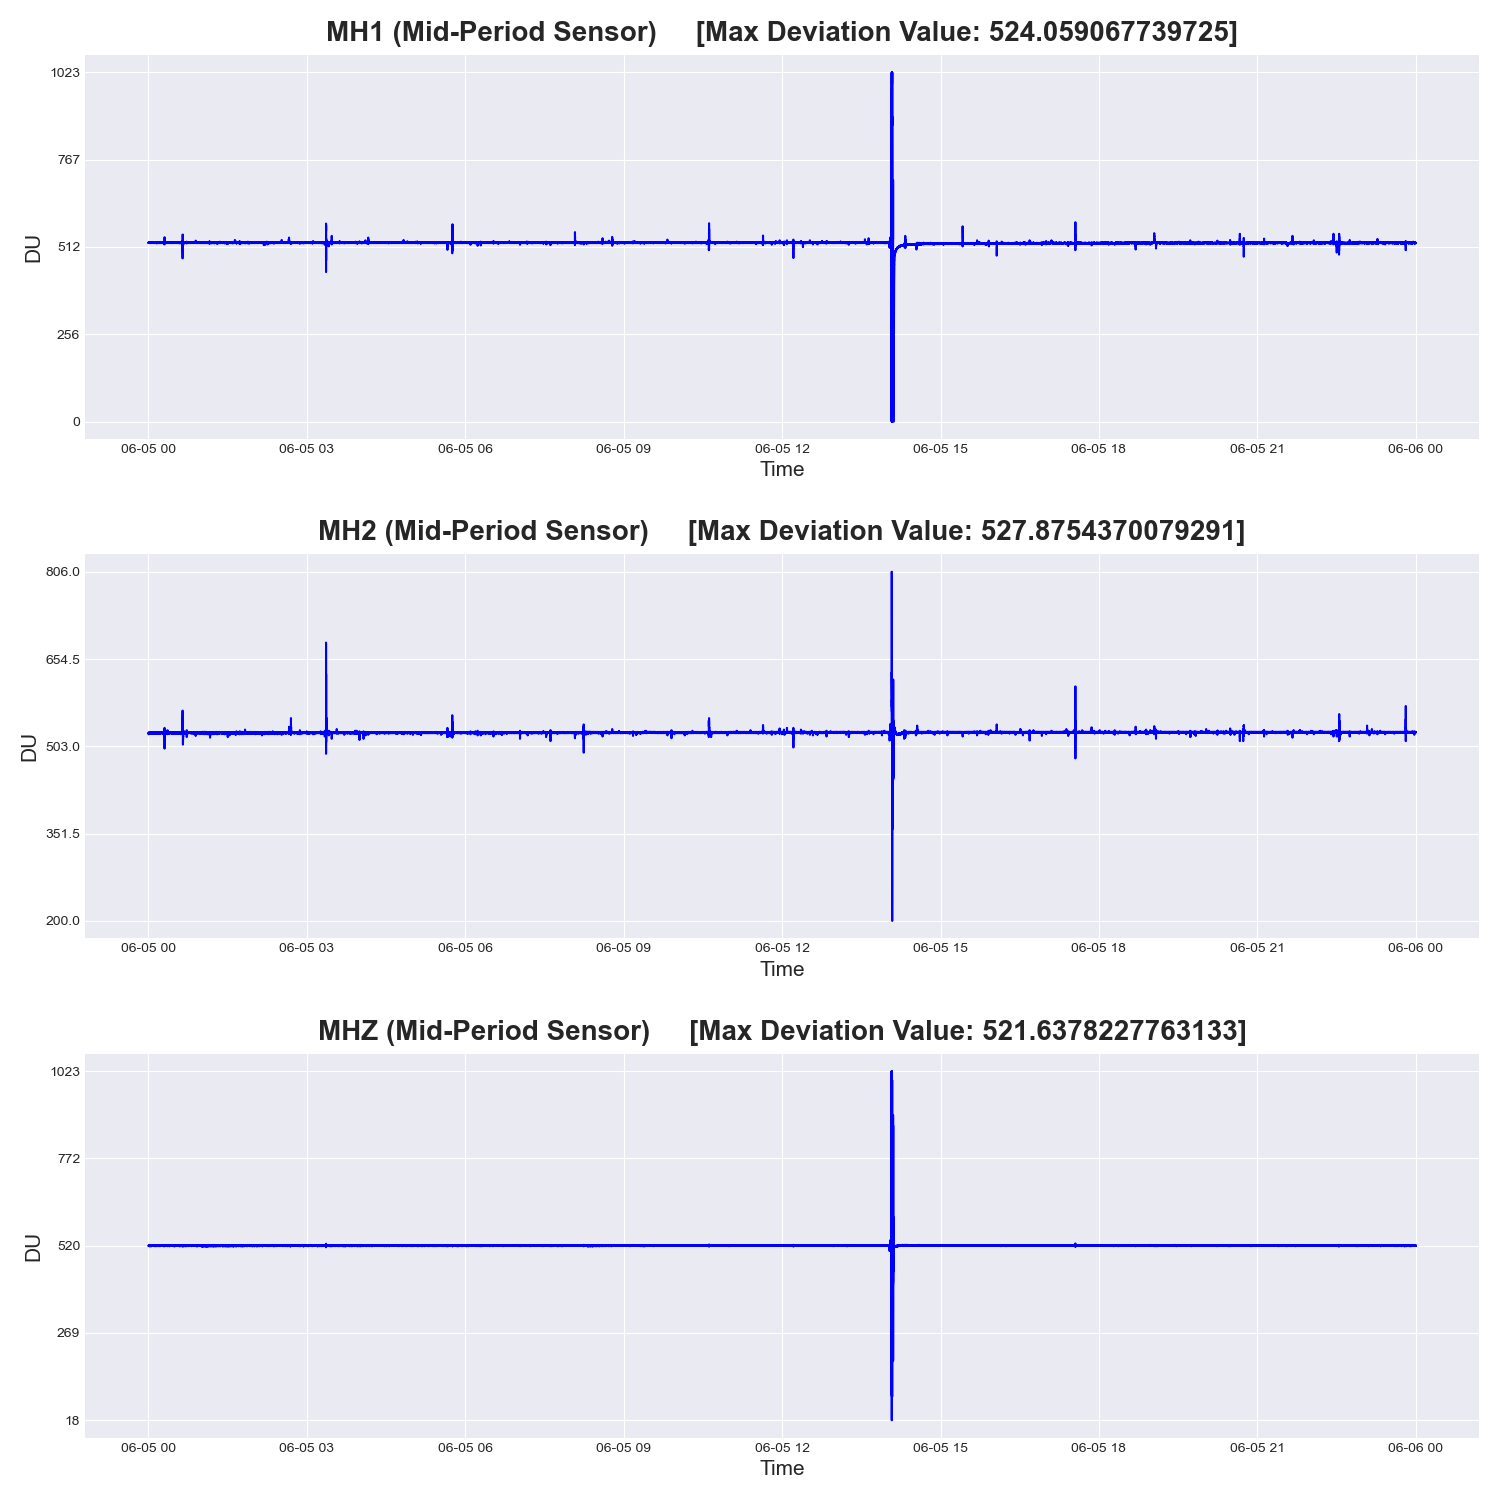 MH1 (Mid-Period Sensor) [Max Deviation Value: 524.059067739725]
1023
767
512
256
0
DU
06-05 00 06-05 03 06-05 06 06-05 09 06-05 12 06-05 15 06-05 18 06-05 21 06-06 00
Time
MH2 (Mid-Period Sensor) [Max Deviation Value: 527.8754370079291]
806.0
654.5
503.0
351.5
200.0
DU
06-05 00 06-05 03 06-05 06 06-05 09 06-05 12 06-05 15 06-05 18 06-05 21 06-06 00
Time
MHZ (Mid-Period Sensor) [Max Deviation Value: 521.6378227763133]
1023
772
520
269
18
DU
06-05 00 06-05 03 06-05 06 06-05 09 06-05 12 06-05 15 06-05 18 06-05 21 06-06 00
Time